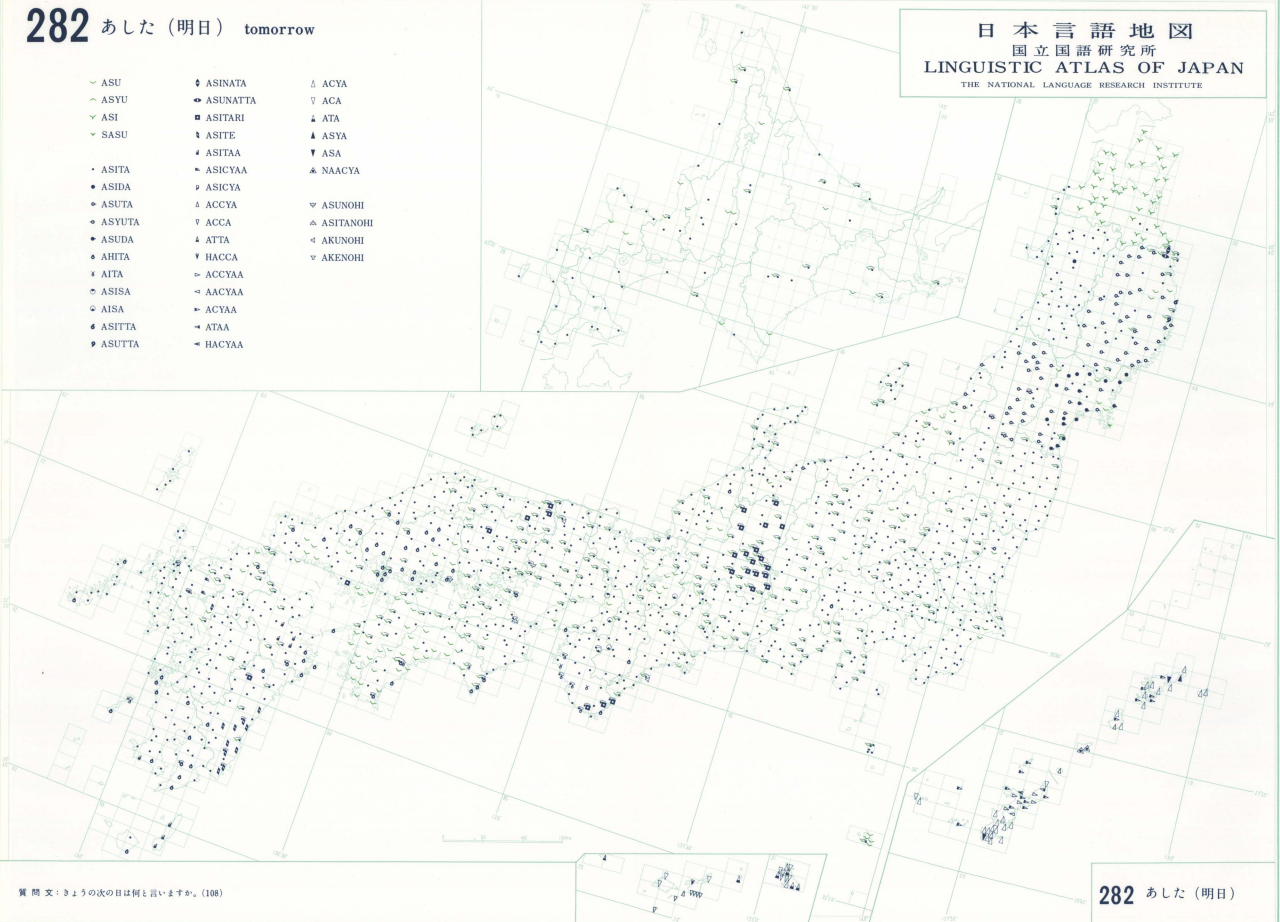 282 あした（明日） tomorrow
日本言語地図
国立国語研究所
LINGUISTIC ATLAS OF JAPAN
THE NATIONAL LANGUAGE RESEARCH INSTITUTE
ASU
ASYU
ASI
SASU
ASITA
ASIDA
ASUTA
ASYUTA
ASUDA
AHITA
AITA
ASISA
AISA
ASITTA
ASUTTA
ASINATA
ASUNATTA
ASITARI
ASITE
ASITAA
ASICYAA
ASICYA
ACCYA
ACCA
ATTA
HACCA
ACCYAA
AACYAA
ACYAA
ATAA
HACYAA
ACYA
ACA
ATA
ASYA
ASA
NAACYA
ASUNOHI
ASITANOHI
AKUNOHI
AKENOHI
質問文：きょうの次の日は何と言いますか。(108)
282 あした（明日）